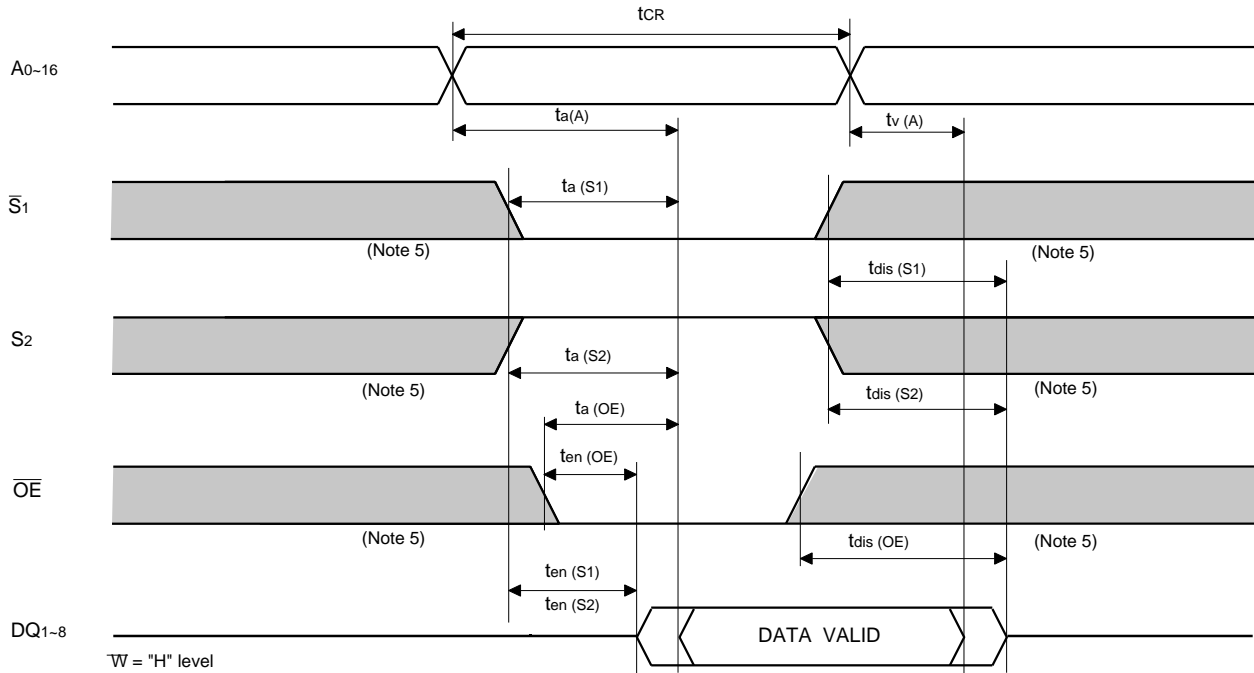 tCR
A0~16
ta(A)
tv (A)
S̅1
ta (S1)
(Note 5)
(Note 5)
tdis (S1)
S2
ta (S2)
(Note 5)
(Note 5)
tdis (S2)
ta (OE)
ten (OE)
O̅E̅
(Note 5)
(Note 5)
tdis (OE)
ten (S1)
ten (S2)
DQ1~8
DATA VALID
W̅ = "H" level